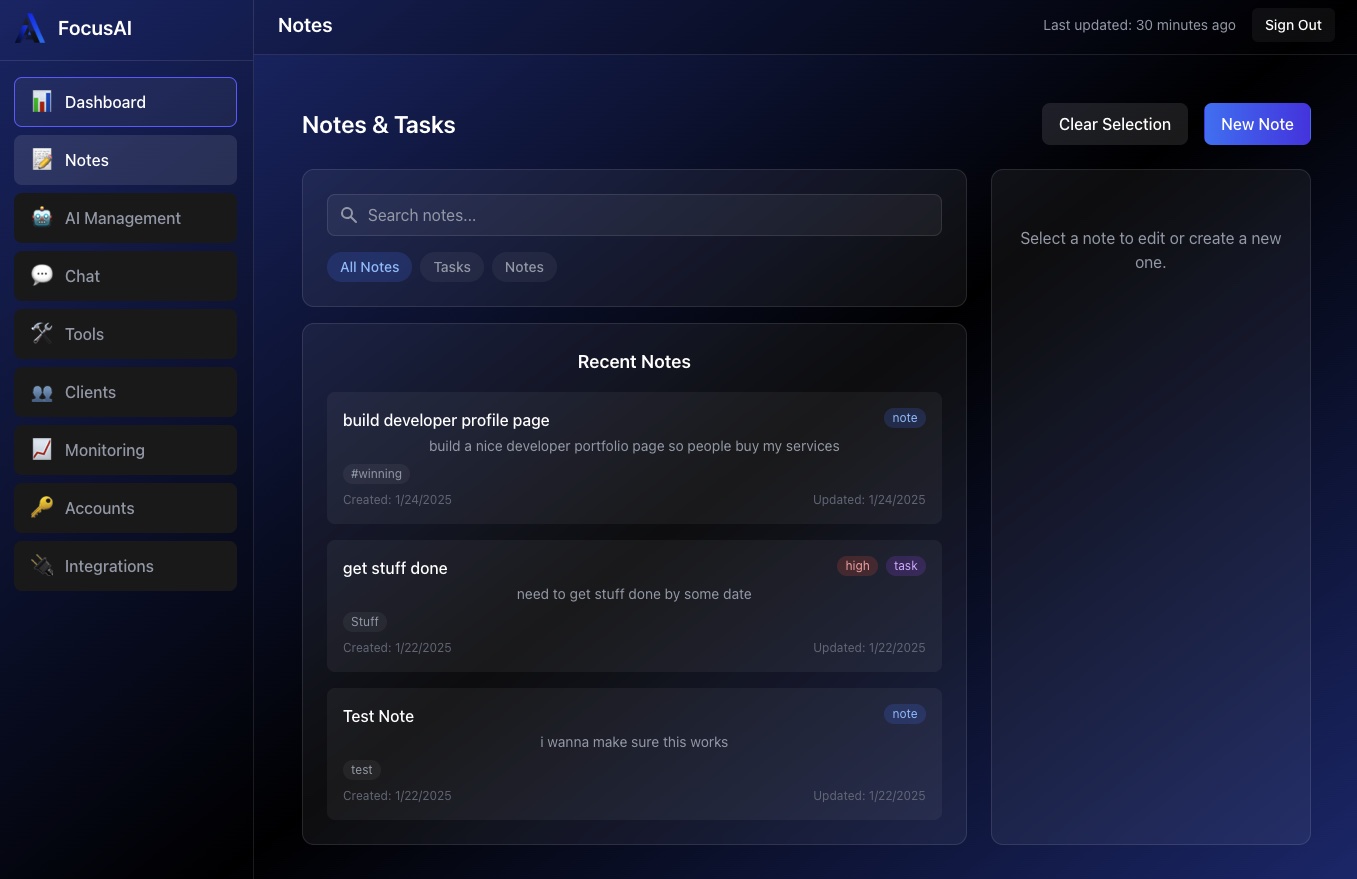 FocusAI
Notes
Last updated: 30 minutes ago
Sign Out
Dashboard
Notes
AI Management
Chat
Tools
Clients
Monitoring
Accounts
Integrations
Notes & Tasks
Clear Selection
New Note
Search notes...
All Notes
Tasks
Notes
Recent Notes
build developer profile page
note
build a nice developer portfolio page so people buy my services
#winning
Created: 1/24/2025
Updated: 1/24/2025
get stuff done
high
task
need to get stuff done by some date
Stuff
Created: 1/22/2025
Updated: 1/22/2025
Test Note
note
i wanna make sure this works
test
Created: 1/22/2025
Updated: 1/22/2025
Select a note to edit or create a new
one.